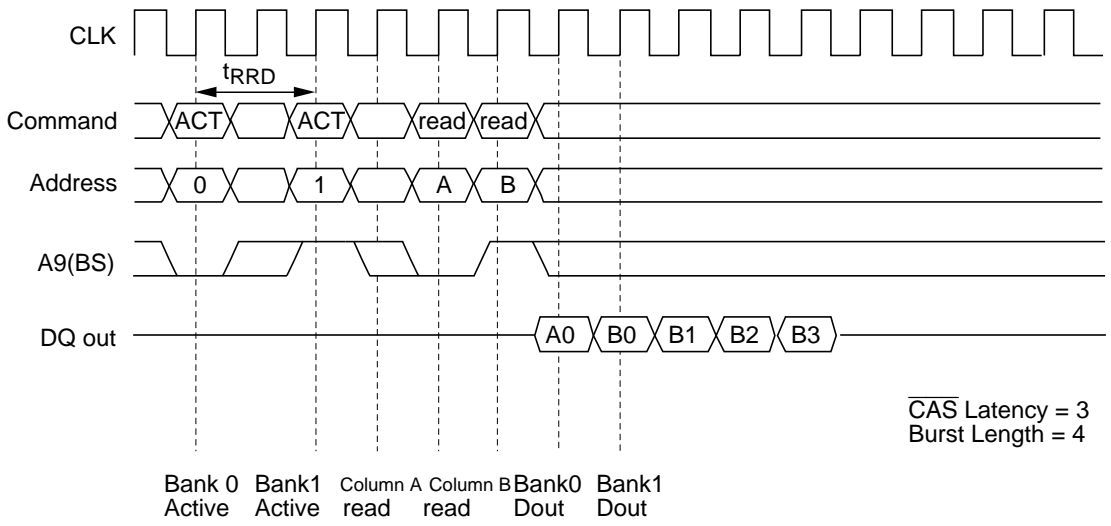 CLK
tRRD
Command ACT ACT read read
Address 0 1 A B
A9(BS)
DQ out A0 B0 B1 B2 B3
CAS Latency = 3
Burst Length = 4
Bank 0 Bank1 Column A Column B Bank0 Bank1
Active Active read read Dout Dout